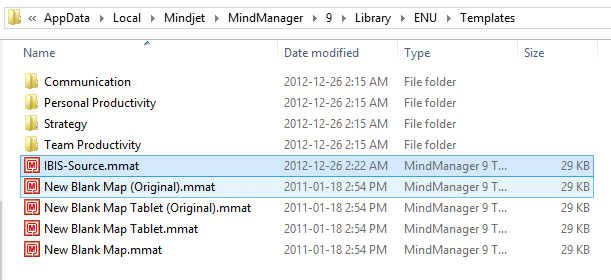 « AppData Local Mindjet MindManager 9 Library ENU Templates
Name Date modified Type Size
Communication 2012-12-26 2:15 AM File folder
Personal Productivity 2012-12-26 2:15 AM File folder
Strategy 2012-12-26 2:15 AM File folder
Team Productivity 2012-12-26 2:15 AM File folder
IBIS-Source.mmat 2012-12-26 2:22 AM MindManager 9 T... 29 KB
New Blank Map (Original).mmat 2011-01-18 2:54 PM MindManager 9 T... 29 KB
New Blank Map Tablet (Original).mmat 2011-01-18 2:54 PM MindManager 9 T... 29 KB
New Blank Map Tablet.mmat 2011-01-18 2:54 PM MindManager 9 T... 29 KB
New Blank Map.mmat 2011-01-18 2:54 PM MindManager 9 T... 29 KB